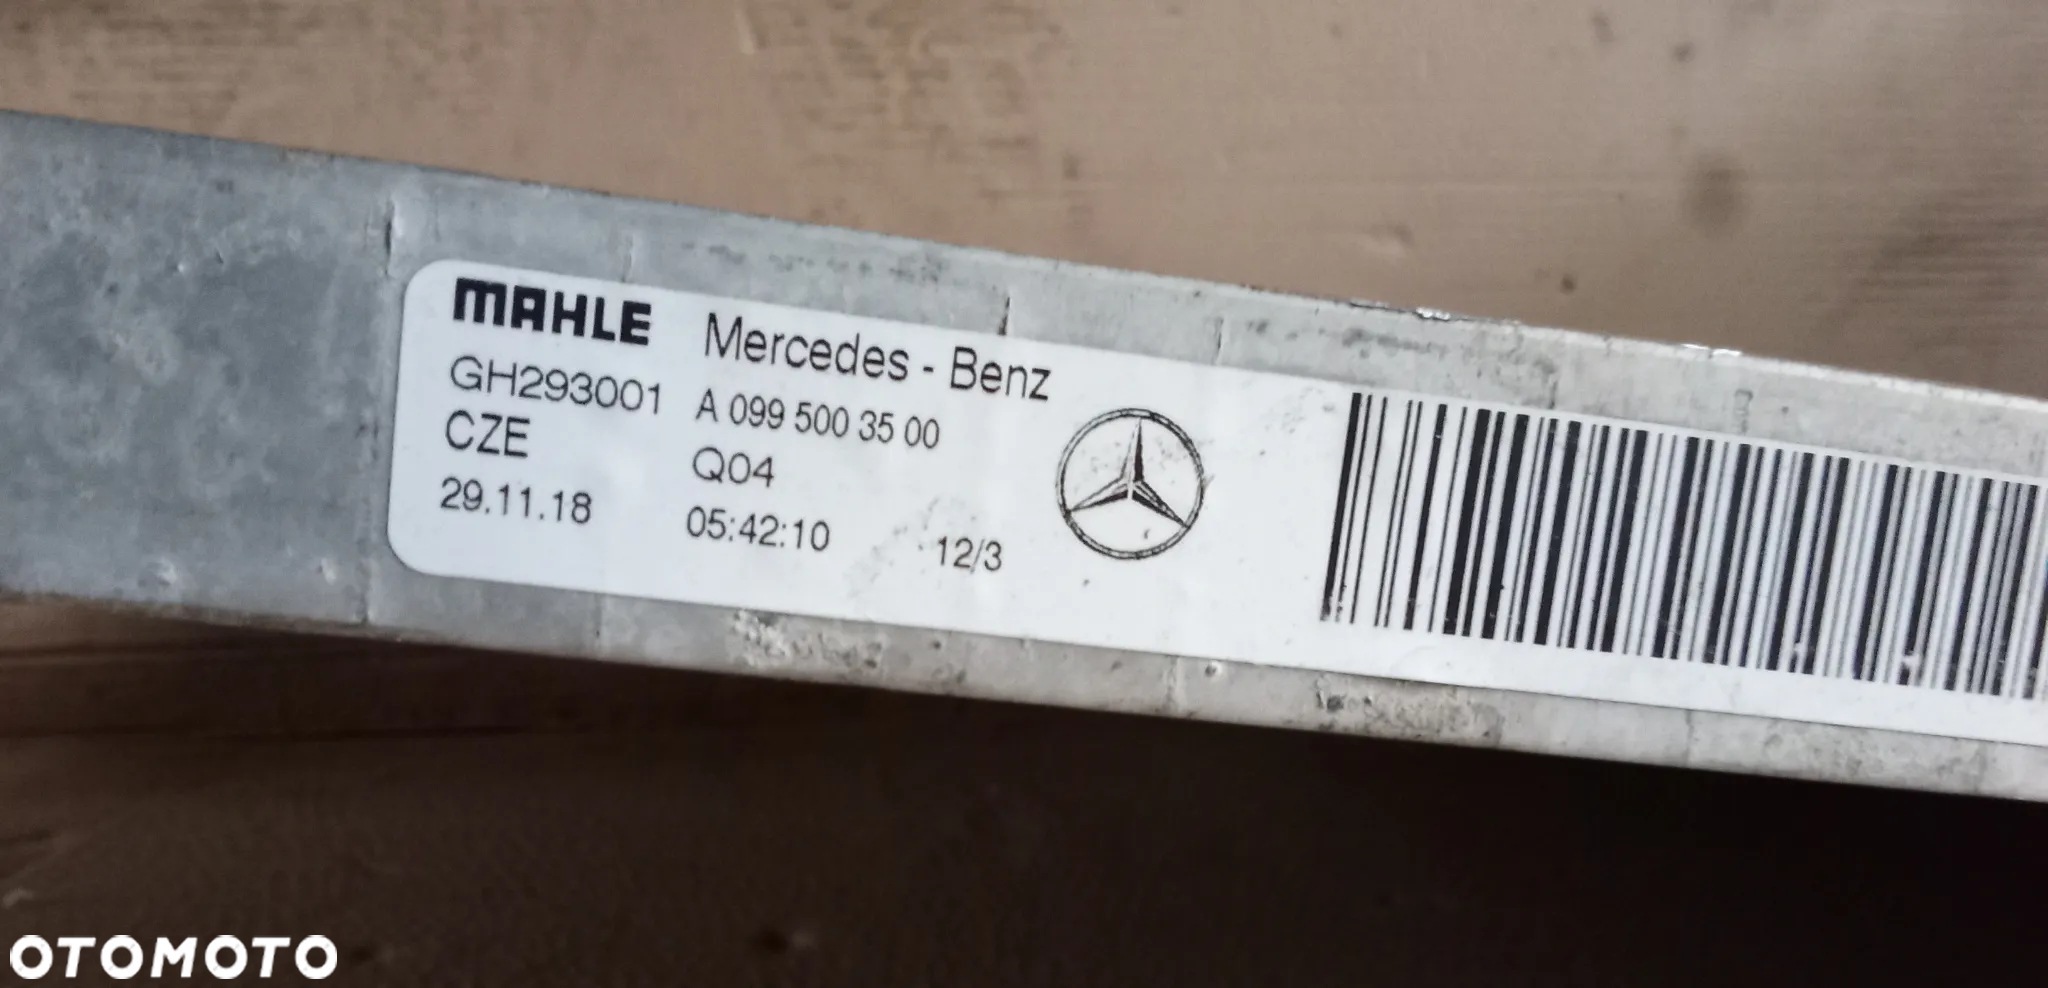 MAHLE Mercedes - Benz
GH293001 A 099 500 35 00
CZE Q04
29.11.18 05:42:10 12/3
OTOMOTO